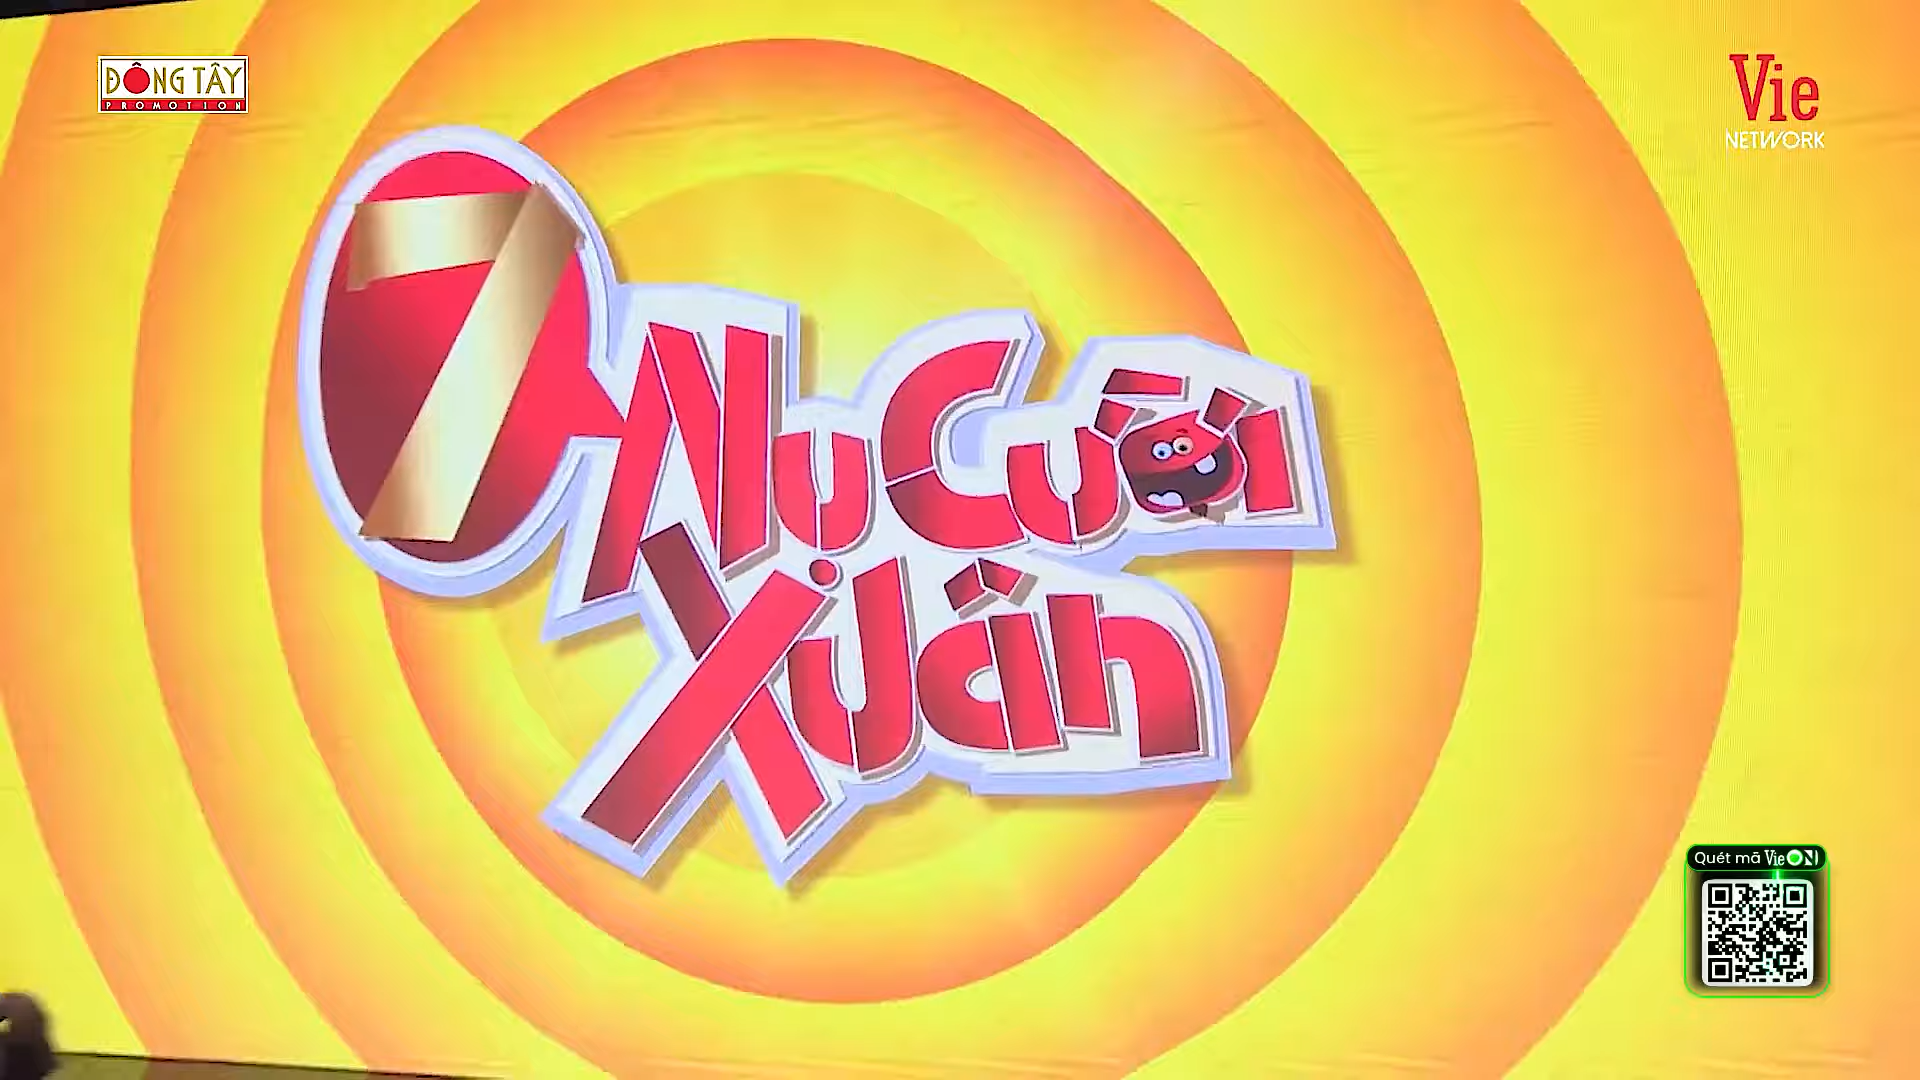 ĐÔNG TÂY
PROMOTION
Vie
NETWORK
7 Nụ Cười
Xuân
Quét mã VieON